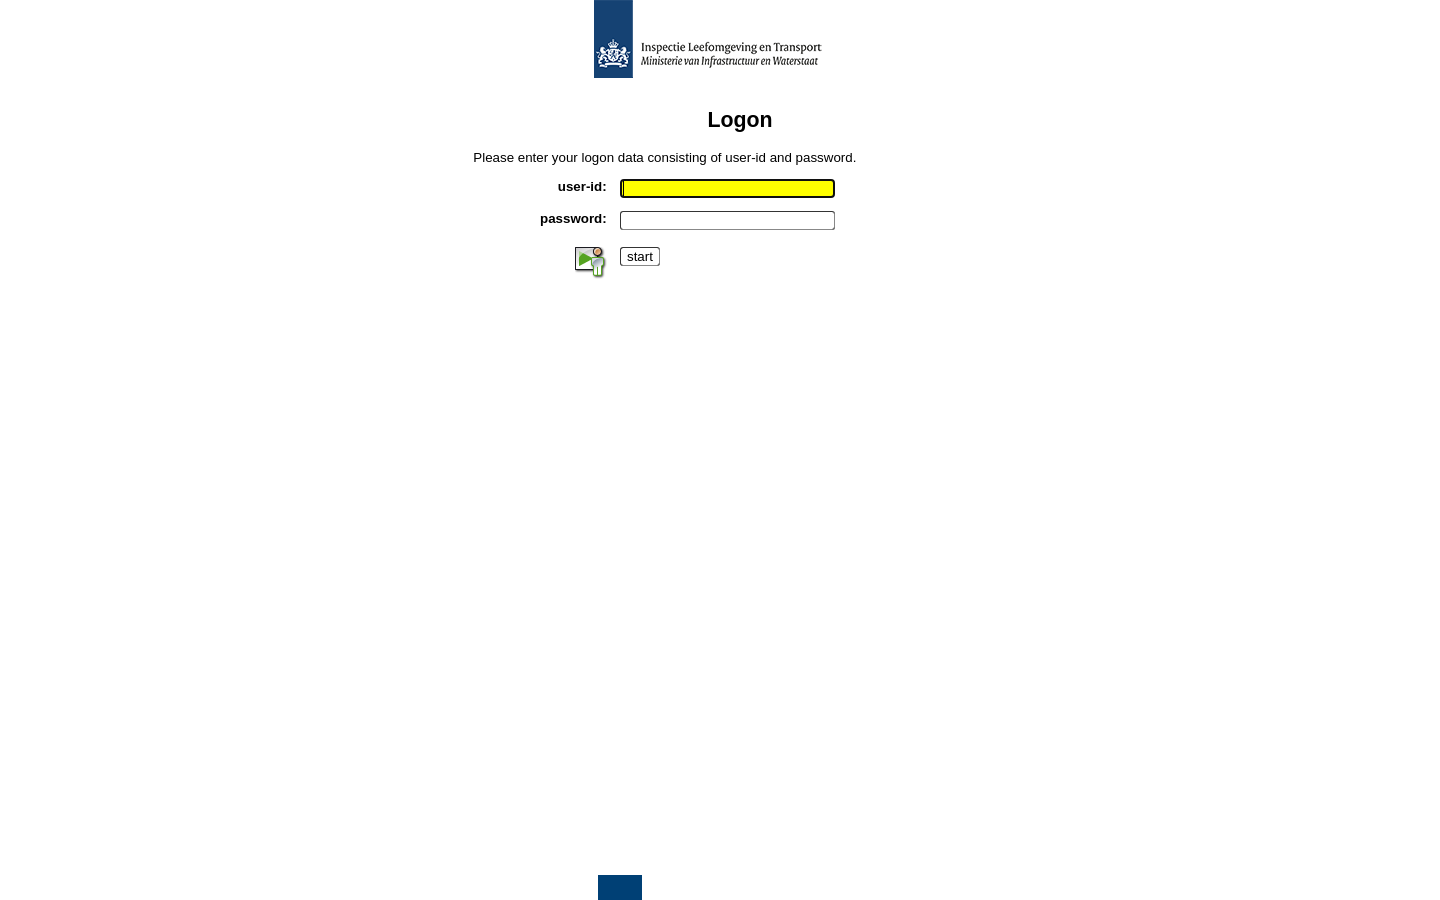 Inspectie Leefomgeving en Transport
Ministerie van Infrastructuur en Waterstaat
Logon
Please enter your logon data consisting of user-id and password.
user-id:
password:
start